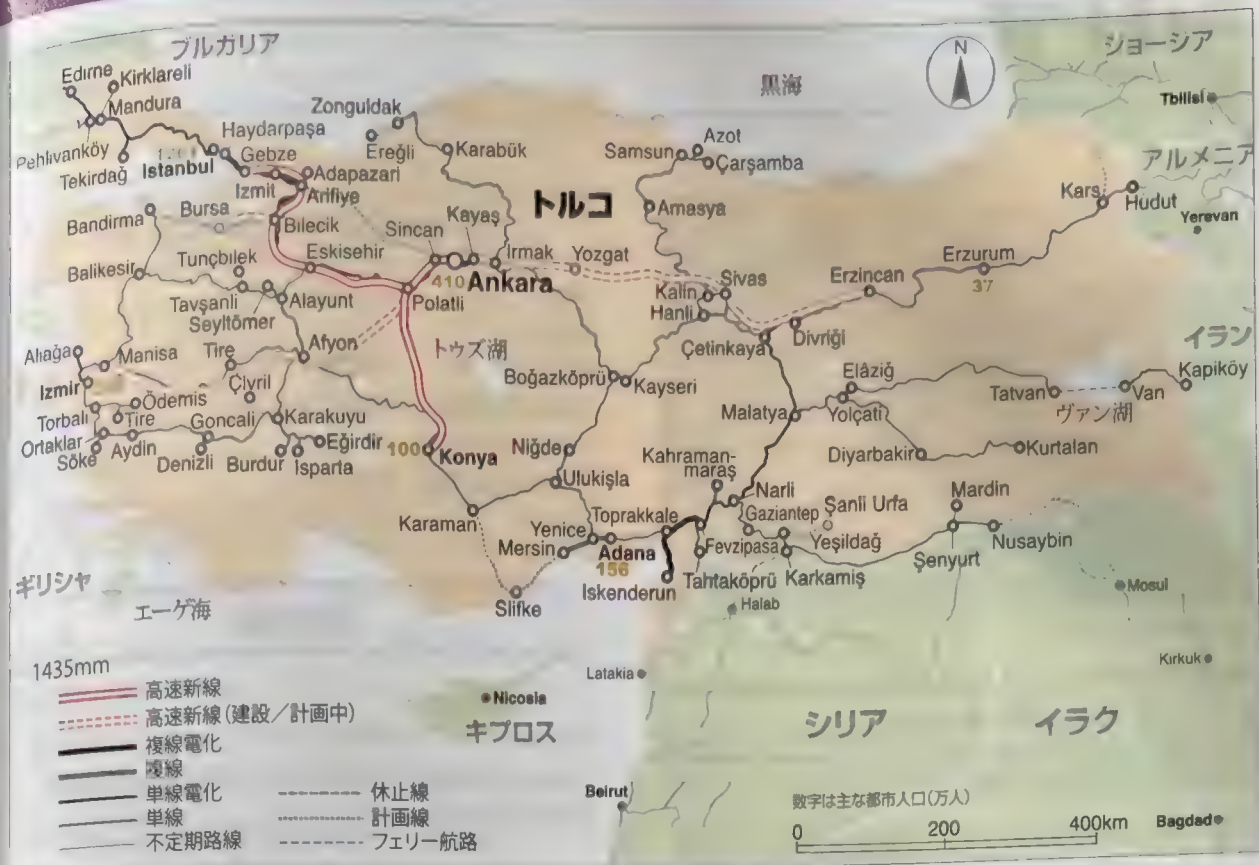 ブルガリア
ショージア
黒海
N
Tbilisi
アルメニア
Yerevan
Edirne
Kirklareli
Mandura
Pehlivanköy
Tekirdağ
Istanbul
Haydarpaşa
Gebze
Izmit
Adapazari
Arifiye
Zonguldak
Ereğli
Karabük
Samsun
Azot
Çarşamba
Amasya
トルコ
Kars
Hudut
Bandirma
Bursa
Bilecik
Sincan
Kayaş
Irmak
Yozgat
Sivas
Erzincan
Erzurum
37
Balikesir
Tunçbilek
Eskisehir
410 Ankara
Polatli
Kalin
Hanli
Tavşanli
Seyltömer
Alayunt
Çetinkaya
Divriği
イラン
Aliağa
Manisa
Tire
Afyon
トゥズ湖
Boğazköprü
Kayseri
Elâziğ
Tatvan
Van
Kapiköy
ヴァン湖
Izmir
Çivril
Ödemis
Torbali
Tire
Goncali
Karakuyu
Malatya
Yolçati
Ortaklar
Söke
Aydin
Denizli
Burdur
Isparta
Eğirdir
100 Konya
Niğde
Kahraman-
maraş
Diyarbakir
Kurtalan
Ulukişla
Narli
Mardin
Karaman
Yenice
Toprakkale
Gaziantep
Şanli Urfa
Mersin
Adana
156
Fevzipasa
Yeşildağ
Şenyurt
Nusaybin
Iskenderun
Tahtaköprü
Karkamiş
Slifke
Halab
Mosul
ギリシャ
エーゲ海
Latakia
Kirkuk
Nicosia
キプロス
シリア
イラク
Beirut
Bagdad
1435mm
高速新線
高速新線(建設/計画中)
複線電化
複線
単線電化
単線
不定期路線
休止線
計画線
フェリー航路
数字は主な都市人口(万人)
0 200 400km